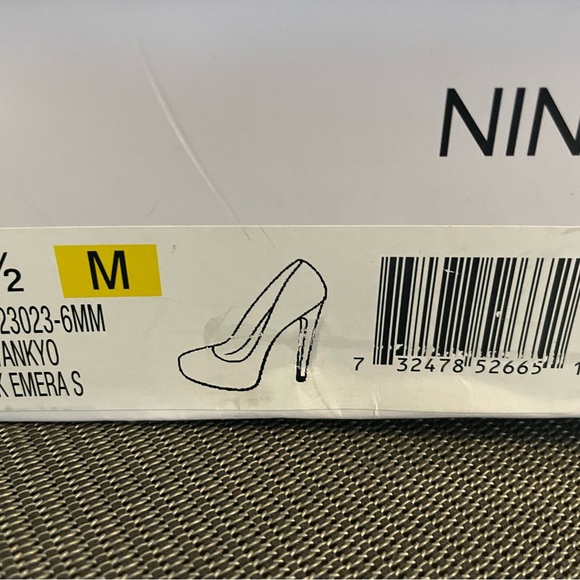 NIN
½ M
23023-6MM
ANKYO
K EMERA S
7 32478 52665 1